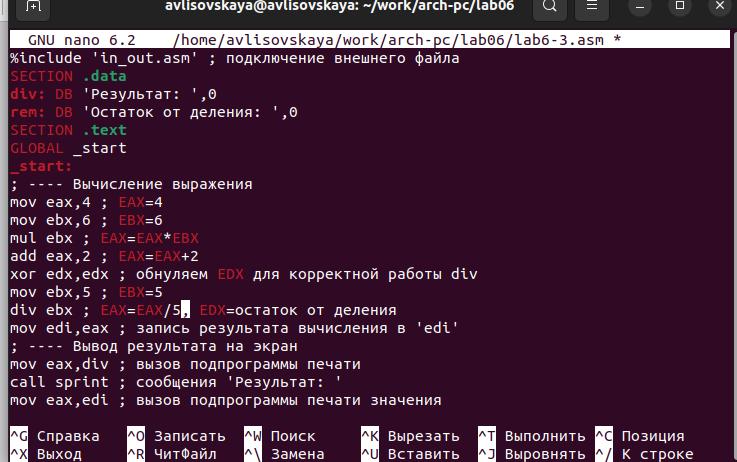 avlisovskaya@avlisovskaya: ~/work/arch-pc/lab06
GNU nano 6.2    /home/avlisovskaya/work/arch-pc/lab06/lab6-3.asm *
%include 'in_out.asm' ; подключение внешнего файла
SECTION .data
div: DB 'Результат: ',0
rem: DB 'Остаток от деления: ',0
SECTION .text
GLOBAL _start
_start:
; ---- Вычисление выражения
mov eax,4 ; EAX=4
mov ebx,6 ; EBX=6
mul ebx ; EAX=EAX*EBX
add eax,2 ; EAX=EAX+2
xor edx,edx ; обнуляем EDX для корректной работы div
mov ebx,5 ; EBX=5
div ebx ; EAX=EAX/5, EDX=остаток от деления
mov edi,eax ; запись результата вычисления в 'edi'
; ---- Вывод результата на экран
mov eax,div ; вызов подпрограммы печати
call sprint ; сообщения 'Результат: '
mov eax,edi ; вызов подпрограммы печати значения
^G Справка   ^O Записать  ^W Поиск     ^K Вырезать  ^T Выполнить ^C Позиция
^X Выход     ^R ЧитФайл   ^\ Замена    ^U Вставить  ^J Выровнять ^/ К строке